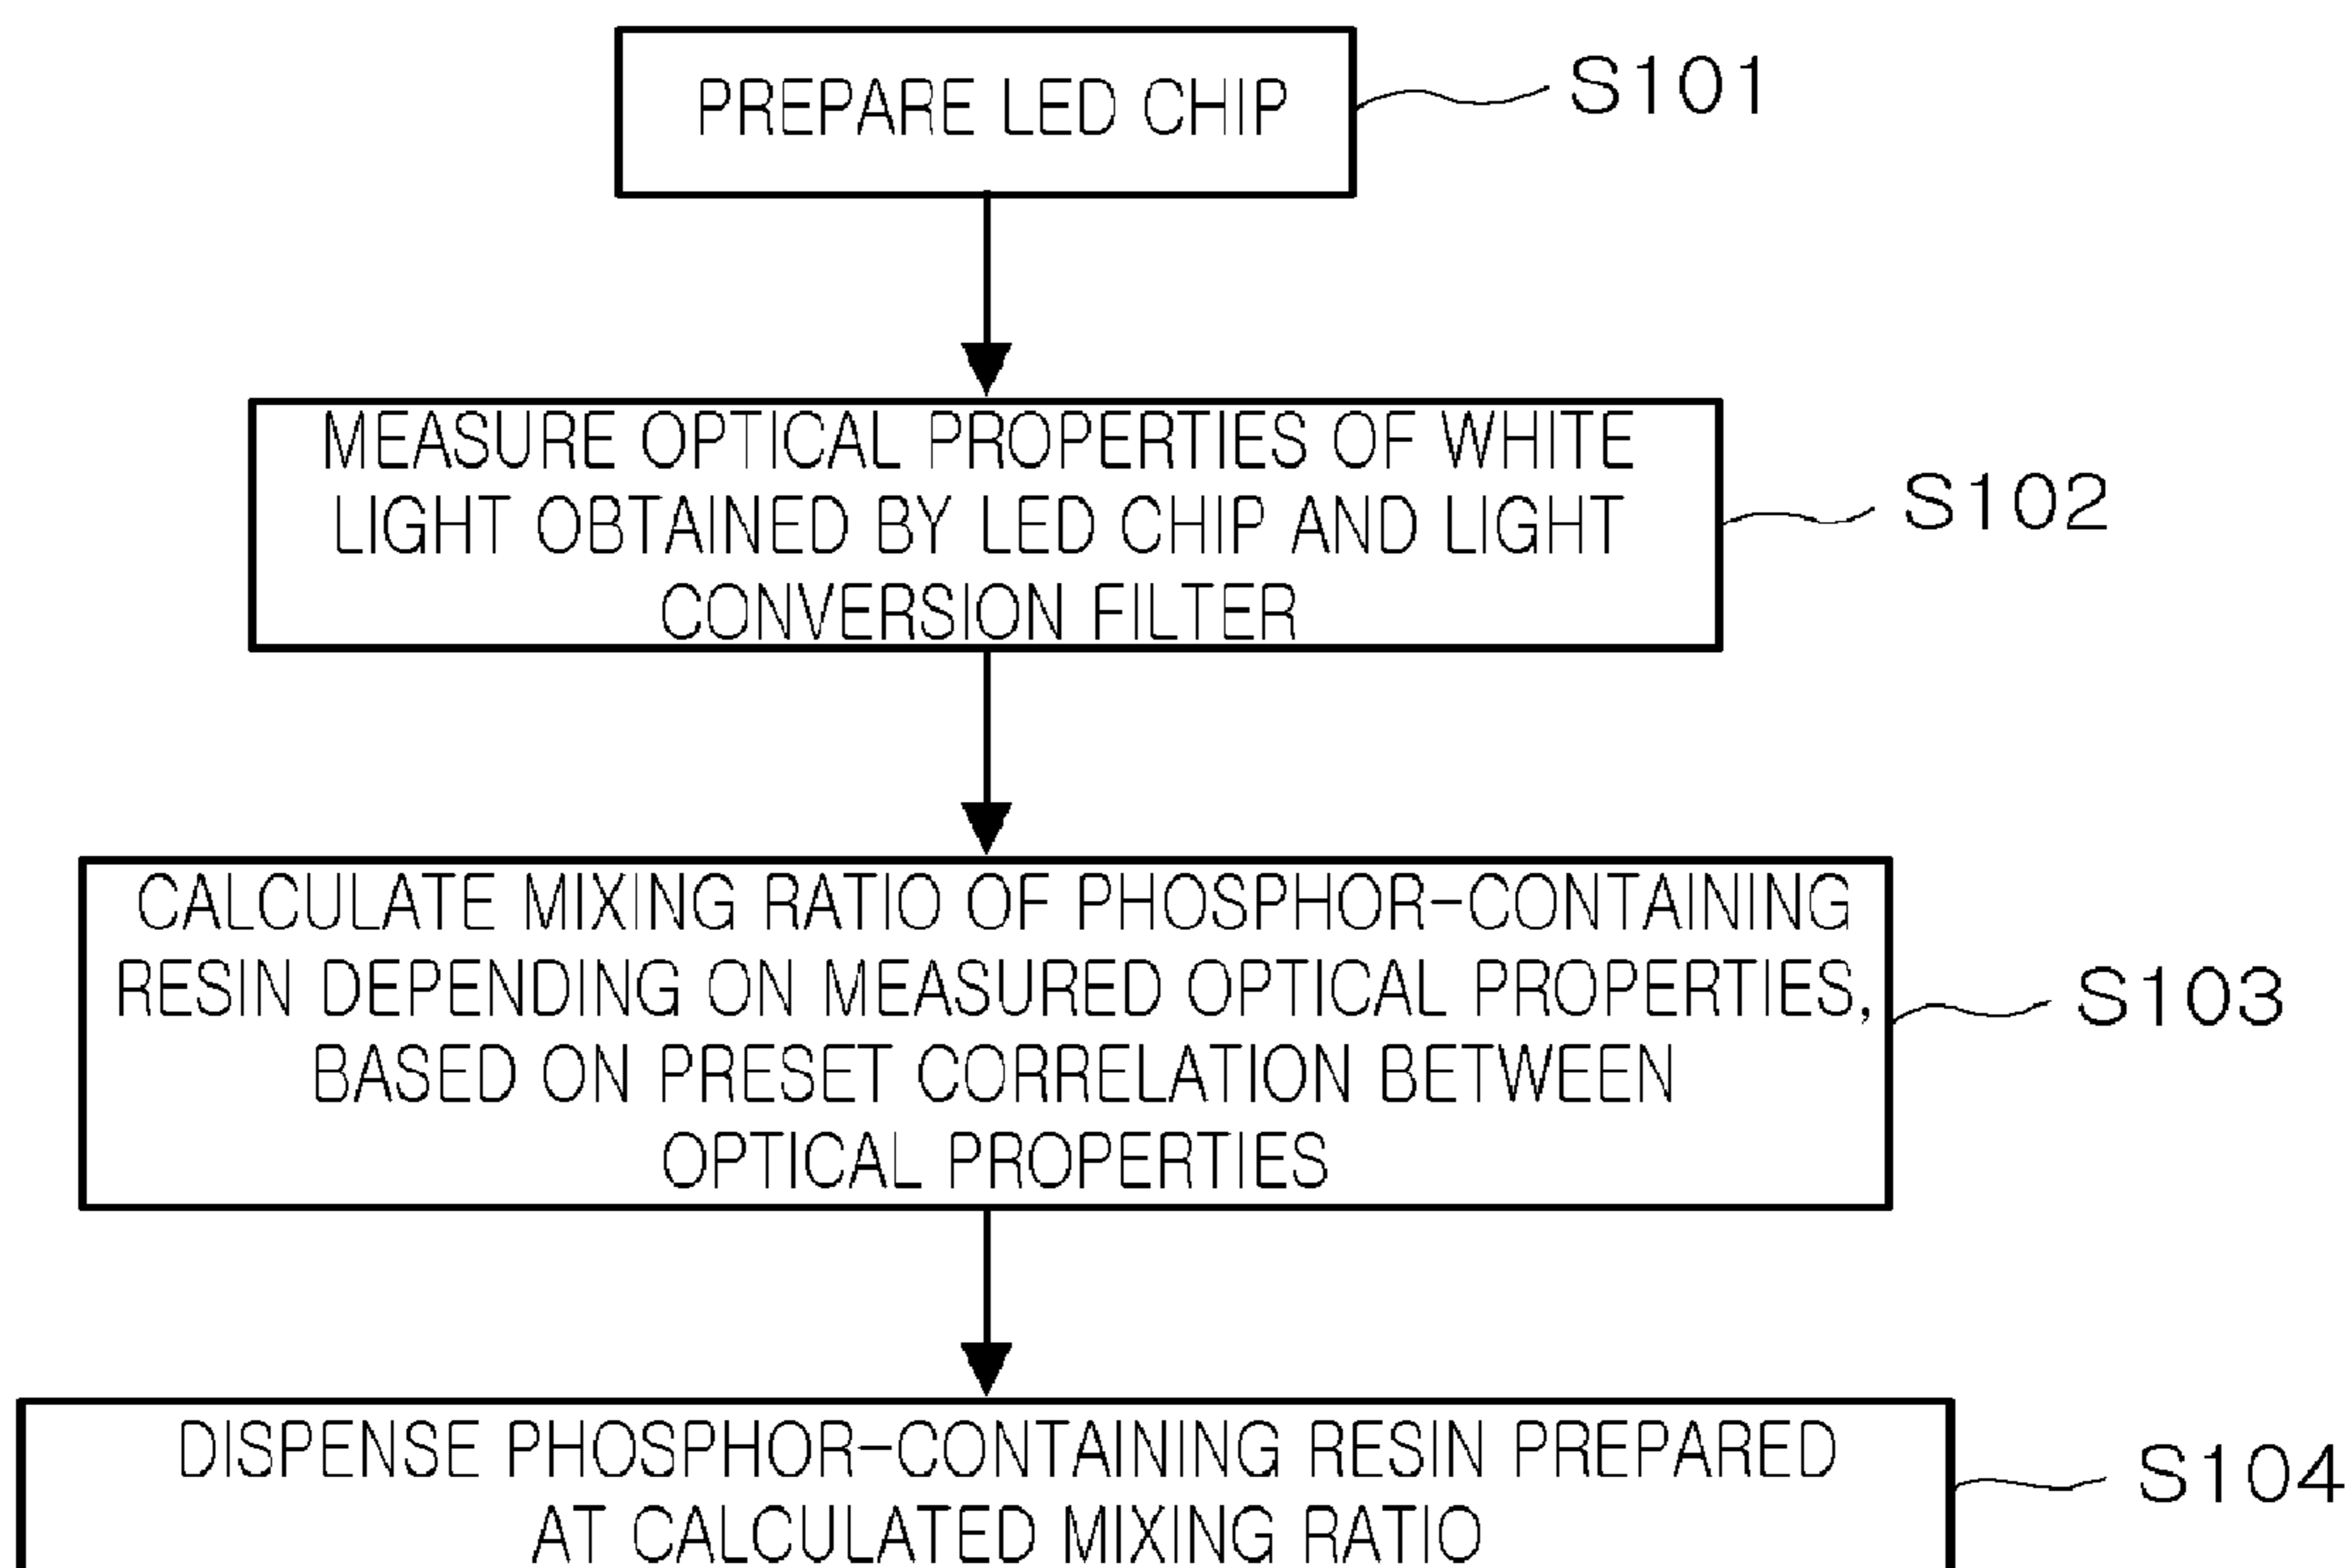 PREPARE LED CHIP
S101
MEASURE OPTICAL PROPERTIES OF WHITE
LIGHT OBTAINED BY LED CHIP AND LIGHT
CONVERSION FILTER
S102
CALCULATE MIXING RATIO OF PHOSPHOR-CONTAINING
RESIN DEPENDING ON MEASURED OPTICAL PROPERTIES,
BASED ON PRESET CORRELATION BETWEEN
OPTICAL PROPERTIES
S103
DISPENSE PHOSPHOR-CONTAINING RESIN PREPARED
AT CALCULATED MIXING RATIO
S104